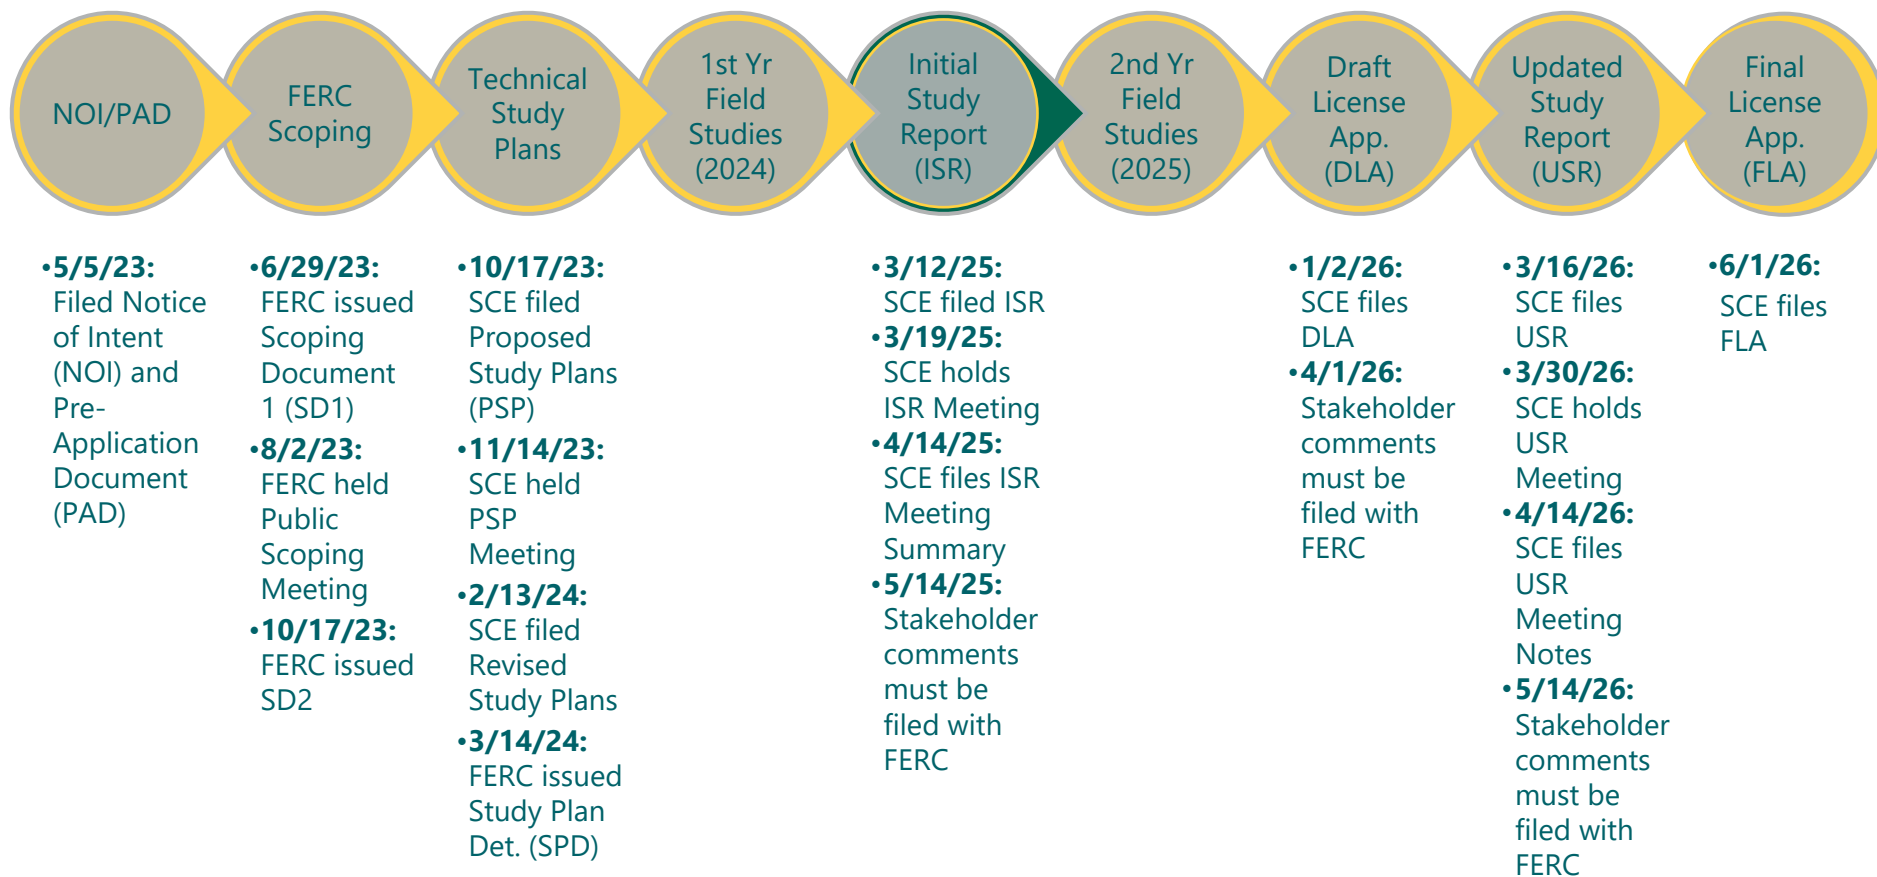 NOI/PAD
FERC
Scoping
Technical
Study
Plans
1st Yr
Field
Studies
(2024)
Initial
Study
Report
(ISR)
2nd Yr
Field
Studies
(2025)
Draft
License
App.
(DLA)
Updated
Study
Report
(USR)
Final
License
App.
(FLA)
•5/5/23:
Filed Notice
of Intent
(NOI) and
Pre-
Application
Document
(PAD)
•6/29/23:
FERC issued
Scoping
Document
1 (SD1)
•8/2/23:
FERC held
Public
Scoping
Meeting
•10/17/23:
FERC issued
SD2
•10/17/23:
SCE filed
Proposed
Study Plans
(PSP)
•11/14/23:
SCE held
PSP
Meeting
•2/13/24:
SCE filed
Revised
Study Plans
•3/14/24:
FERC issued
Study Plan
Det. (SPD)
•3/12/25:
SCE filed ISR
•3/19/25:
SCE holds
ISR Meeting
•4/14/25:
SCE files ISR
Meeting
Summary
•5/14/25:
Stakeholder
comments
must be
filed with
FERC
•1/2/26:
SCE files
DLA
•4/1/26:
Stakeholder
comments
must be
filed with
FERC
•3/16/26:
SCE files
USR
•3/30/26:
SCE holds
USR
Meeting
•4/14/26:
SCE files
USR
Meeting
Notes
•5/14/26:
Stakeholder
comments
must be
filed with
FERC
•6/1/26:
SCE files
FLA